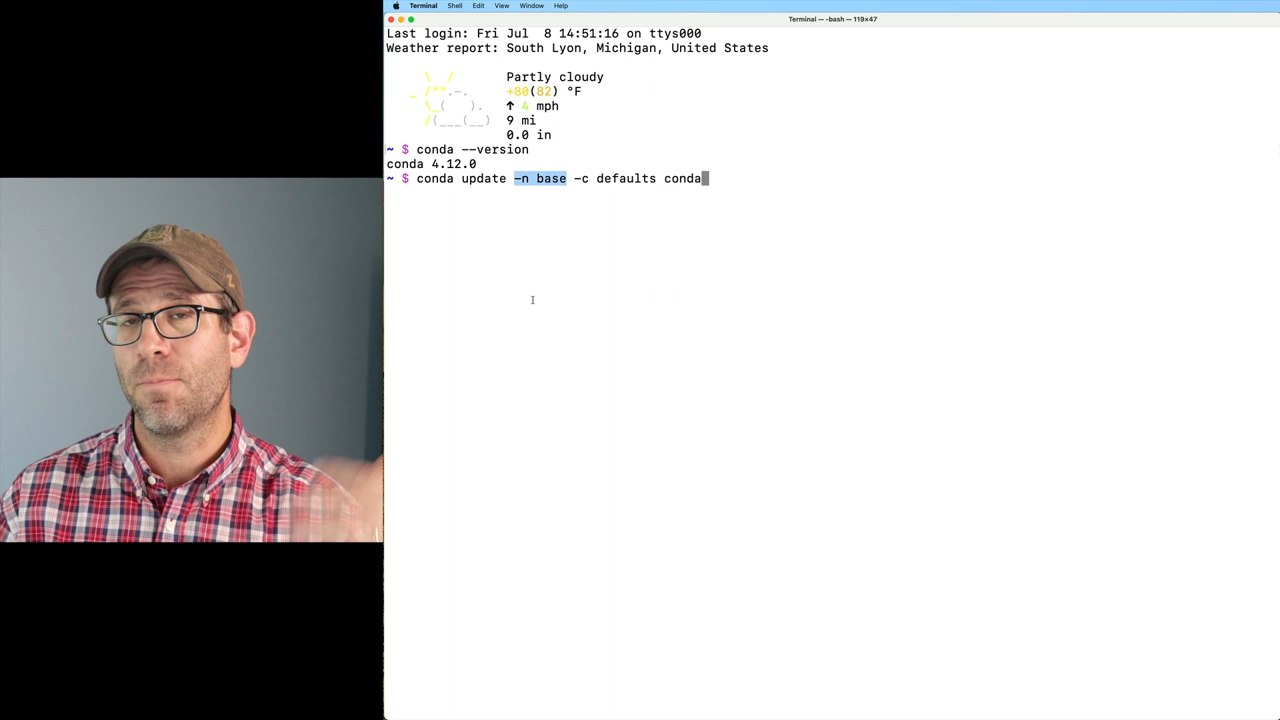 Terminal Shell Edit View Window Help
Terminal — -bash — 119×47
Last login: Fri Jul  8 14:51:16 on ttys000
Weather report: South Lyon, Michigan, United States
Partly cloudy
+80(82) °F
↑ 4 mph
9 mi
0.0 in
~ $ conda --version
conda 4.12.0
~ $ conda update -n base -c defaults conda